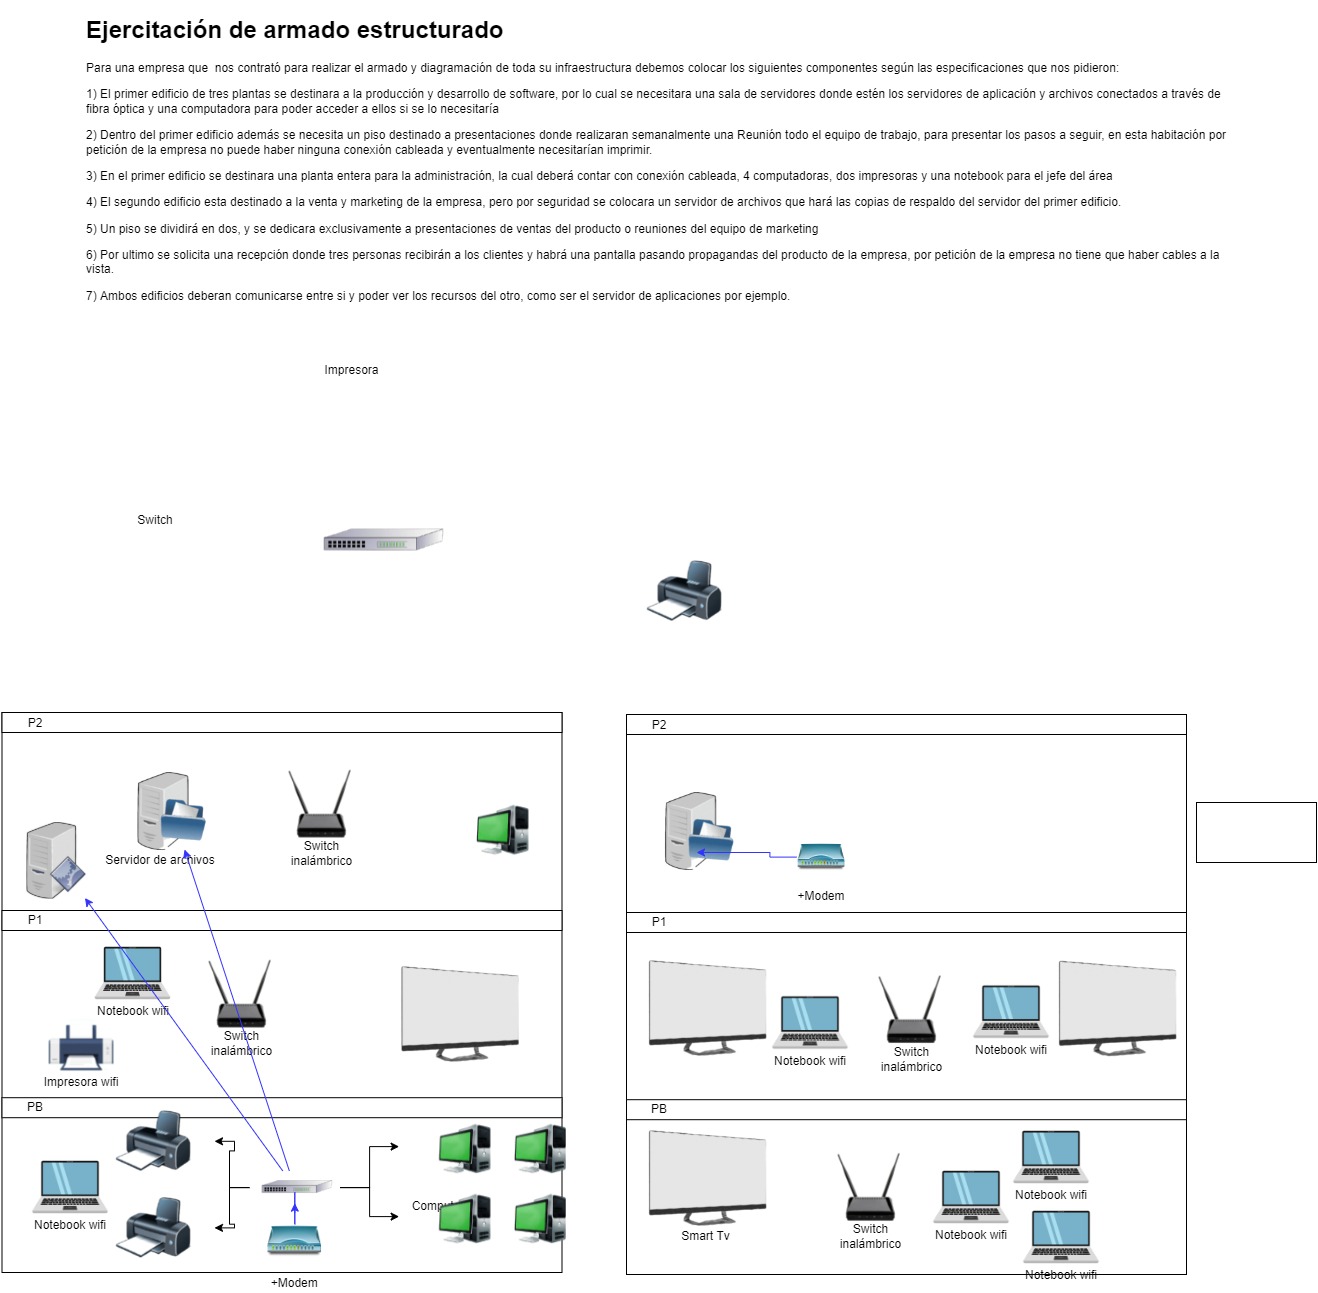 Ejercitación de armado estructurado
Para una empresa que  nos contrató para realizar el armado y diagramación de toda su infraestructura debemos colocar los siguientes componentes según las especificaciones que nos pidieron:
1) El primer edificio de tres plantas se destinara a la producción y desarrollo de software, por lo cual se necesitara una sala de servidores donde estén los servidores de aplicación y archivos conectados a través de
fibra óptica y una computadora para poder acceder a ellos si se lo necesitaría
2) Dentro del primer edificio además se necesita un piso destinado a presentaciones donde realizaran semanalmente una Reunión todo el equipo de trabajo, para presentar los pasos a seguir, en esta habitación por
petición de la empresa no puede haber ninguna conexión cableada y eventualmente necesitarían imprimir.
3) En el primer edificio se destinara una planta entera para la administración, la cual deberá contar con conexión cableada, 4 computadoras, dos impresoras y una notebook para el jefe del área
4) El segundo edificio esta destinado a la venta y marketing de la empresa, pero por seguridad se colocara un servidor de archivos que hará las copias de respaldo del servidor del primer edificio.
5) Un piso se dividirá en dos, y se dedicara exclusivamente a presentaciones de ventas del producto o reuniones del equipo de marketing
6) Por ultimo se solicita una recepción donde tres personas recibirán a los clientes y habrá una pantalla pasando propagandas del producto de la empresa, por petición de la empresa no tiene que haber cables a la
vista.
7) Ambos edificios deberan comunicarse entre si y poder ver los recursos del otro, como ser el servidor de aplicaciones por ejemplo.
Impresora
Switch
P2
Servidor de archivos
Switch
inalámbrico
P1
Notebook wifi
Switch
inalámbrico
Impresora wifi
PB
Notebook wifi
+Modem
P2
+Modem
P1
Notebook wifi
Switch
inalámbrico
Notebook wifi
PB
Smart Tv
Switch
inalámbrico
Notebook wifi
Notebook wifi
Notebook wifi